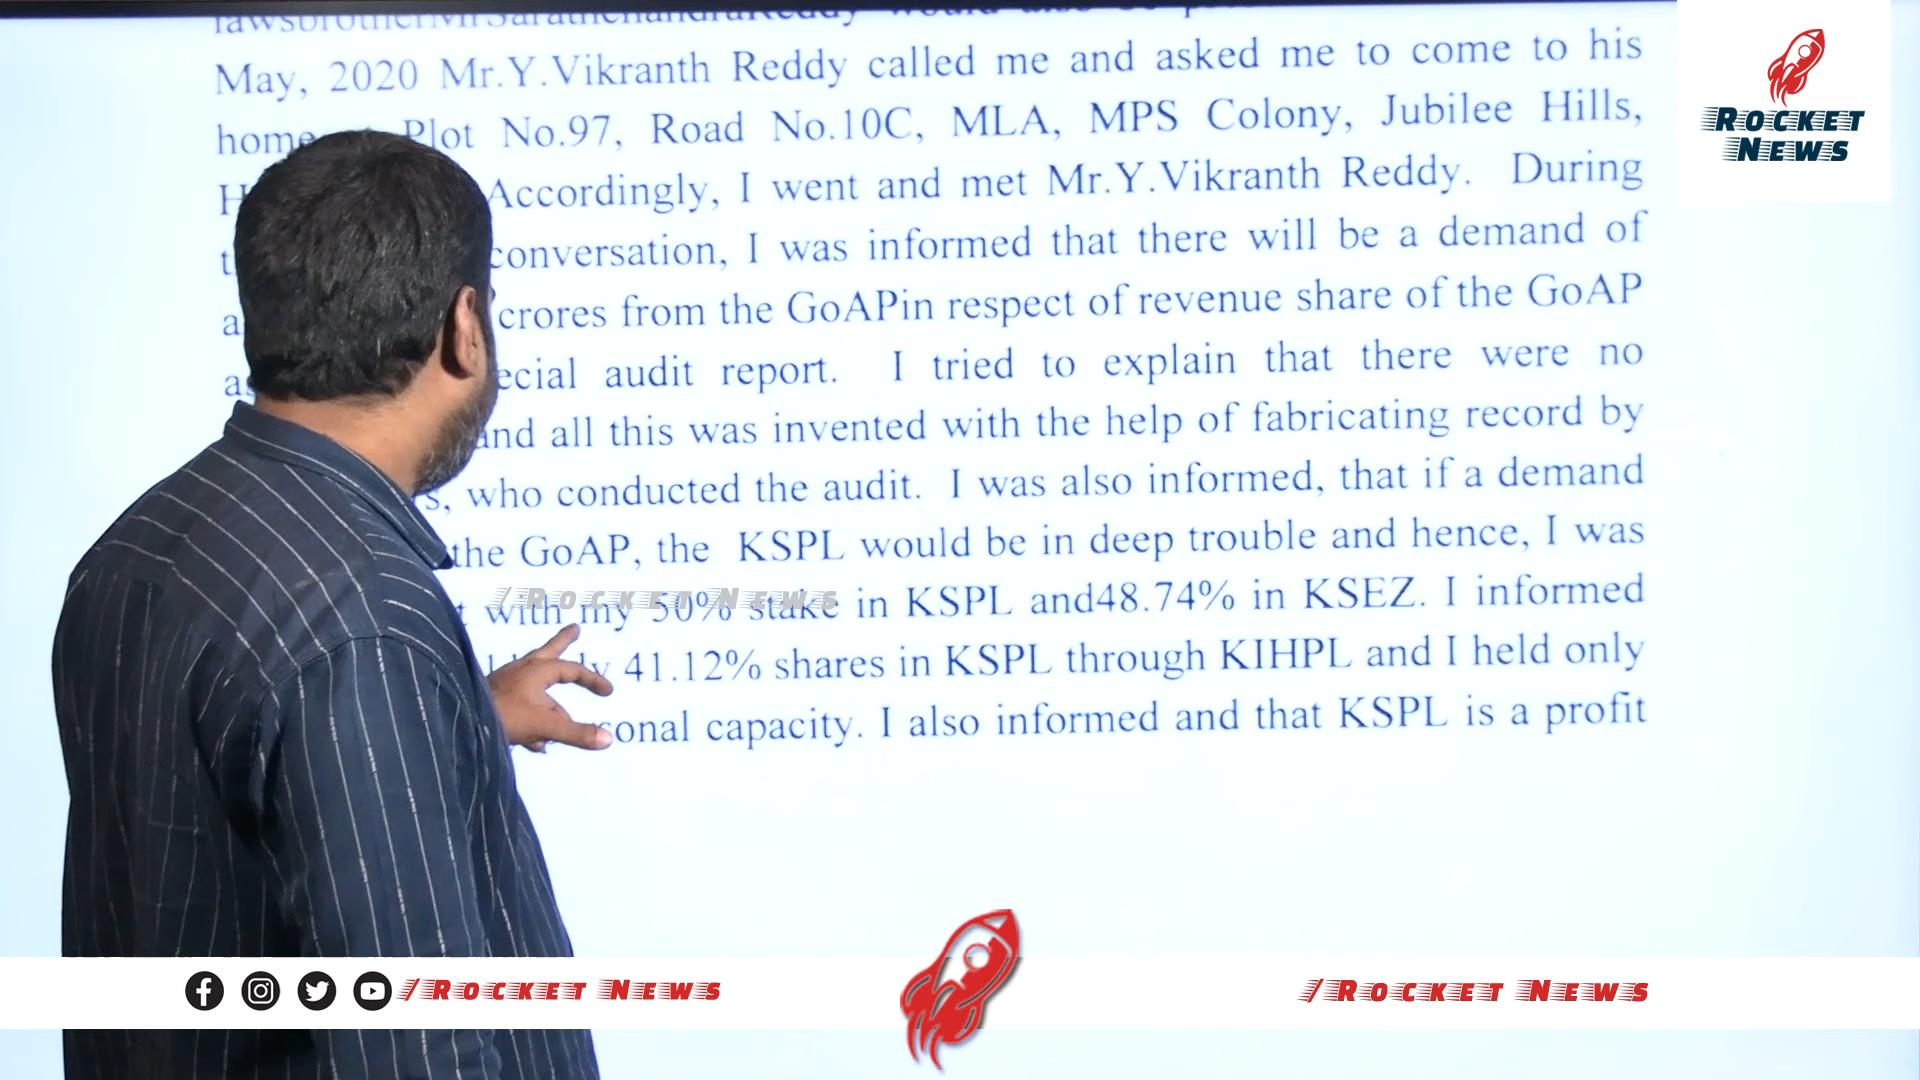 May, 2020 Mr.Y.Vikranth Reddy called me and asked me to come to his
home Plot No.97, Road No.10C, MLA, MPS Colony, Jubilee Hills,
Accordingly, I went and met Mr.Y.Vikranth Reddy. During
conversation, I was informed that there will be a demand of
crores from the GoAPin respect of revenue share of the GoAP
audit report. I tried to explain that there were no
and all this was invented with the help of fabricating record by
who conducted the audit. I was also informed, that if a demand
the GoAP, the KSPL would be in deep trouble and hence, I was
with my 50% stake in KSPL and48.74% in KSEZ. I informed
41.12% shares in KSPL through KIHPL and I held only
capacity. I also informed and that KSPL is a profit
ROCKET
NEWS
/ROCKET NEWS
/ROCKET NEWS
/ROCKET NEWS